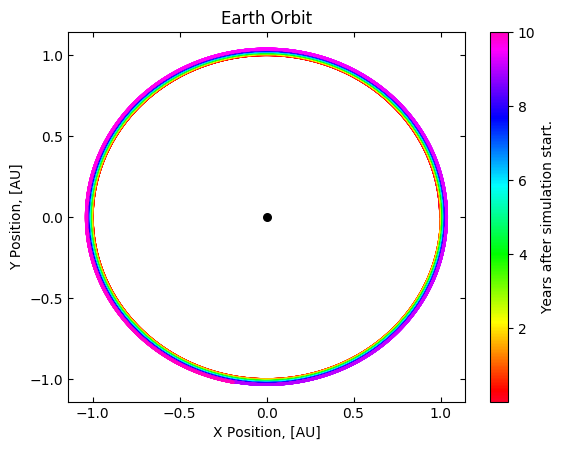 Earth Orbit
1.0
0.5
0.0
−0.5
−1.0
Y Position, [AU]
−1.0 −0.5 0.0 0.5 1.0
X Position, [AU]
10
8
6
4
2
Years after simulation start.